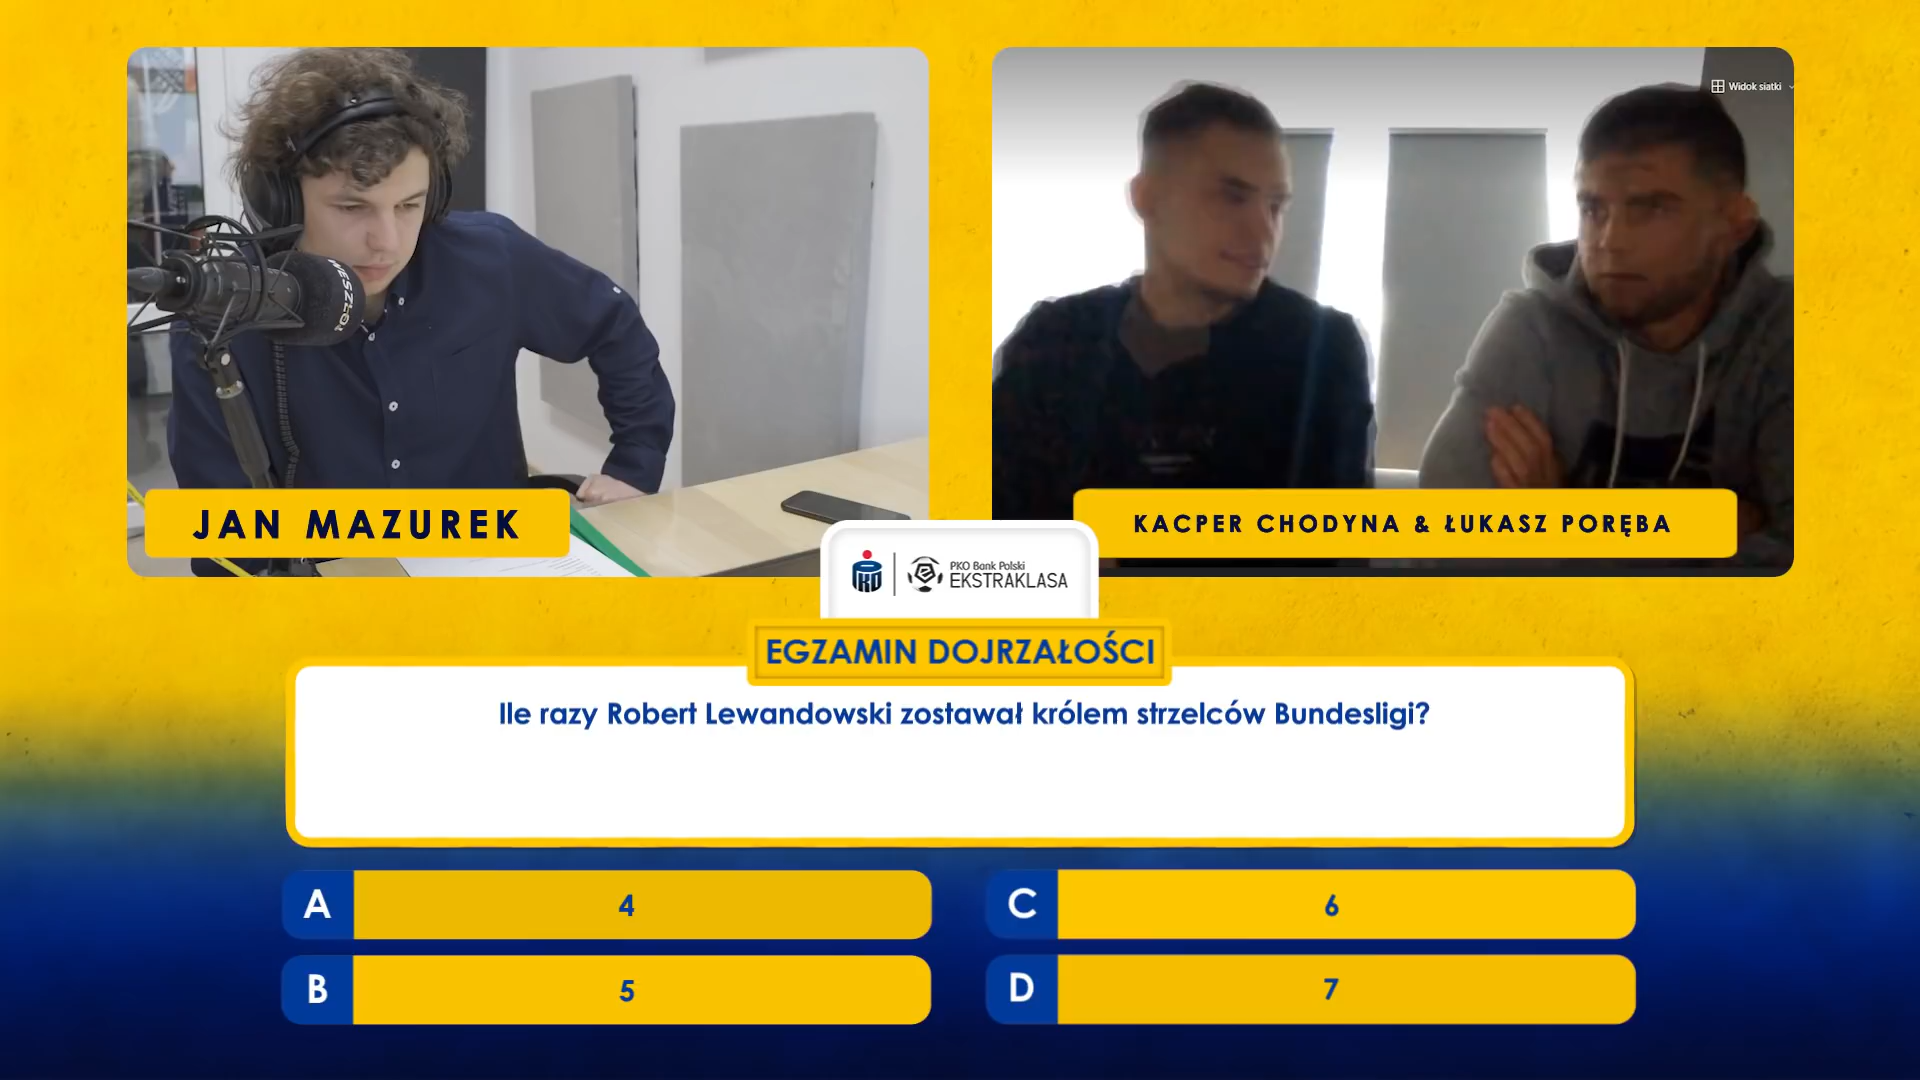 Widok siatki
WESZŁO
JAN MAZUREK
KACPER CHODYNA & ŁUKASZ PORĘBA
PKO Bank Polski
EKSTRAKLASA
EGZAMIN DOJRZAŁOŚCI
Ile razy Robert Lewandowski zostawał królem strzelców Bundesligi?
A 4
C 6
B 5
D 7